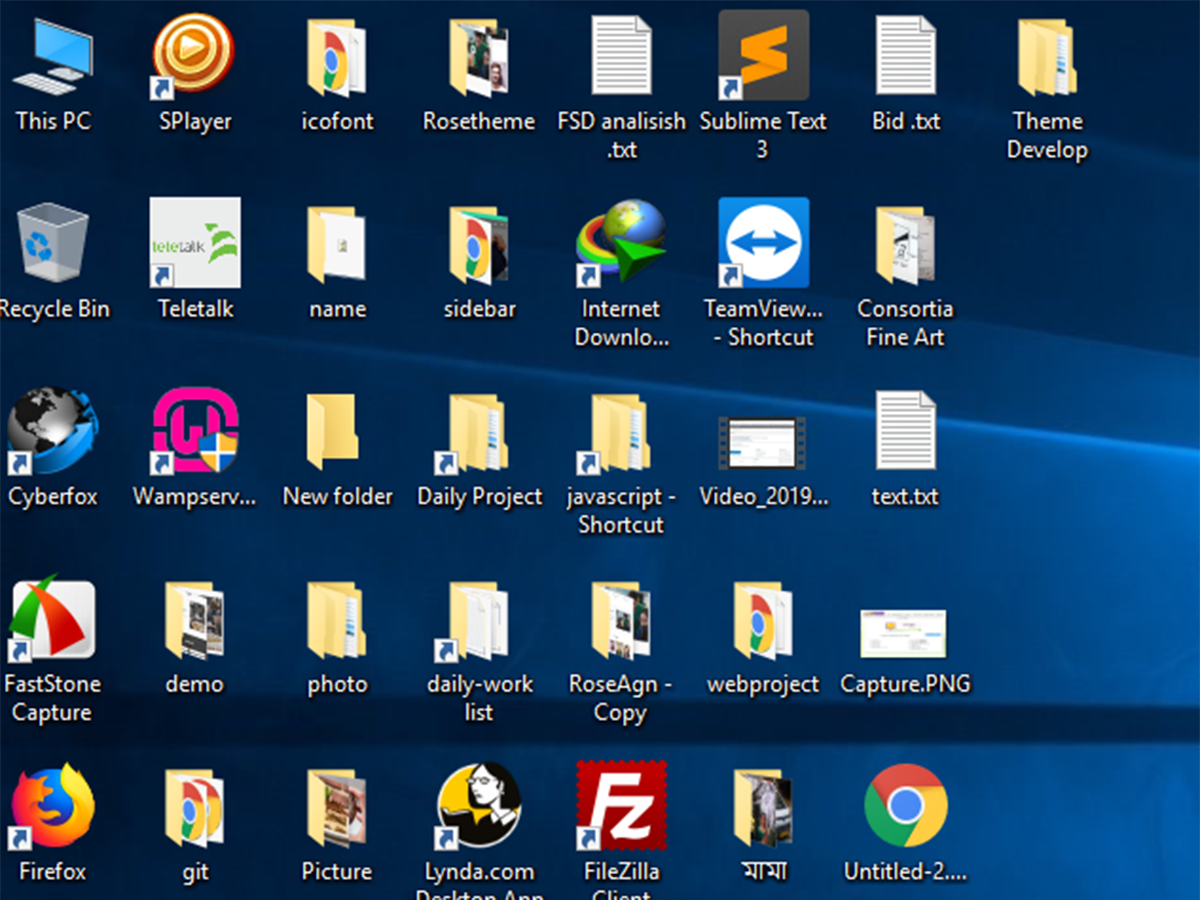 This PC
SPlayer
icofont
Rosetheme
FSD analisish
.txt
Sublime Text
3
Bid .txt
Theme
Develop
teletalk
Recycle Bin
Teletalk
name
sidebar
Internet
Downlo...
TeamView...
- Shortcut
Consortia
Fine Art
Cyberfox
Wampserv...
New folder
Daily Project
javascript -
Shortcut
Video_2019...
text.txt
FastStone
Capture
demo
photo
daily-work
list
RoseAgn -
Copy
webproject
Capture.PNG
Fz
Firefox
git
Picture
Lynda.com
Desktop App
FileZilla
Client
মামা
Untitled-2....